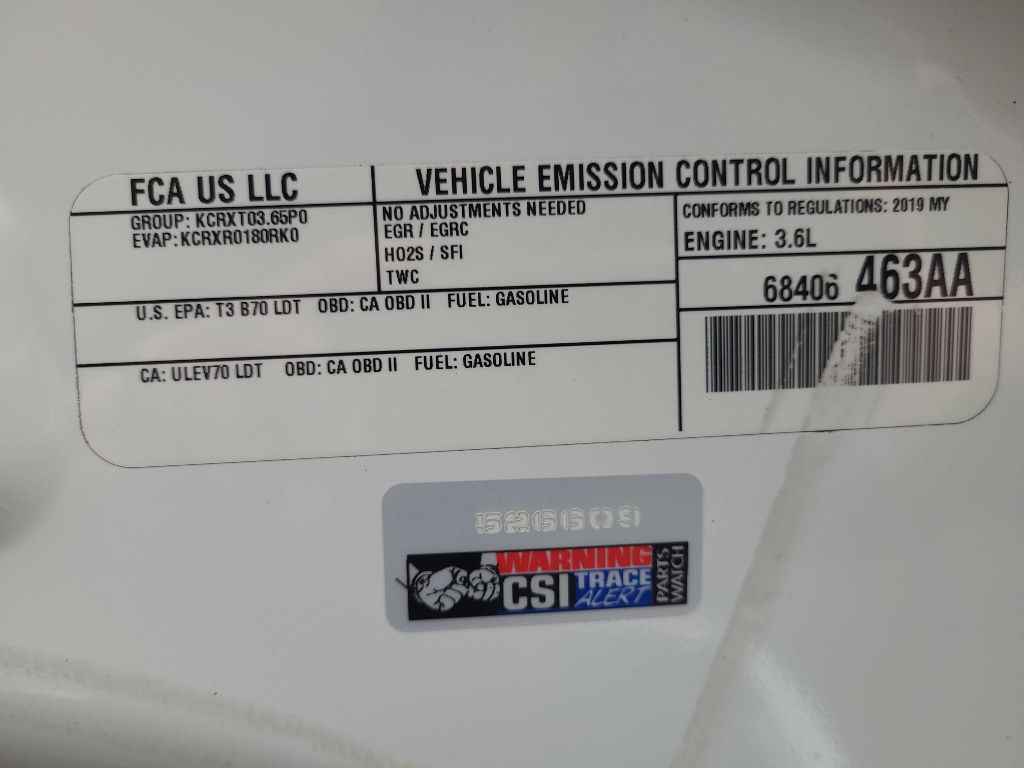 FCA US LLC
VEHICLE EMISSION CONTROL INFORMATION
GROUP: KCRXT03.65P0
EVAP: KCRXR0180RK0
NO ADJUSTMENTS NEEDED
EGR / EGRC
HO2S / SFI
TWC
CONFORMS TO REGULATIONS: 2019 MY
ENGINE: 3.6L
68406 463AA
U.S. EPA: T3 B70 LDT OBD: CA OBD II FUEL: GASOLINE
CA: ULEV70 LDT OBD: CA OBD II FUEL: GASOLINE
526609
WARNING
CSI TRACE
ALERT
PARTS
WATCH